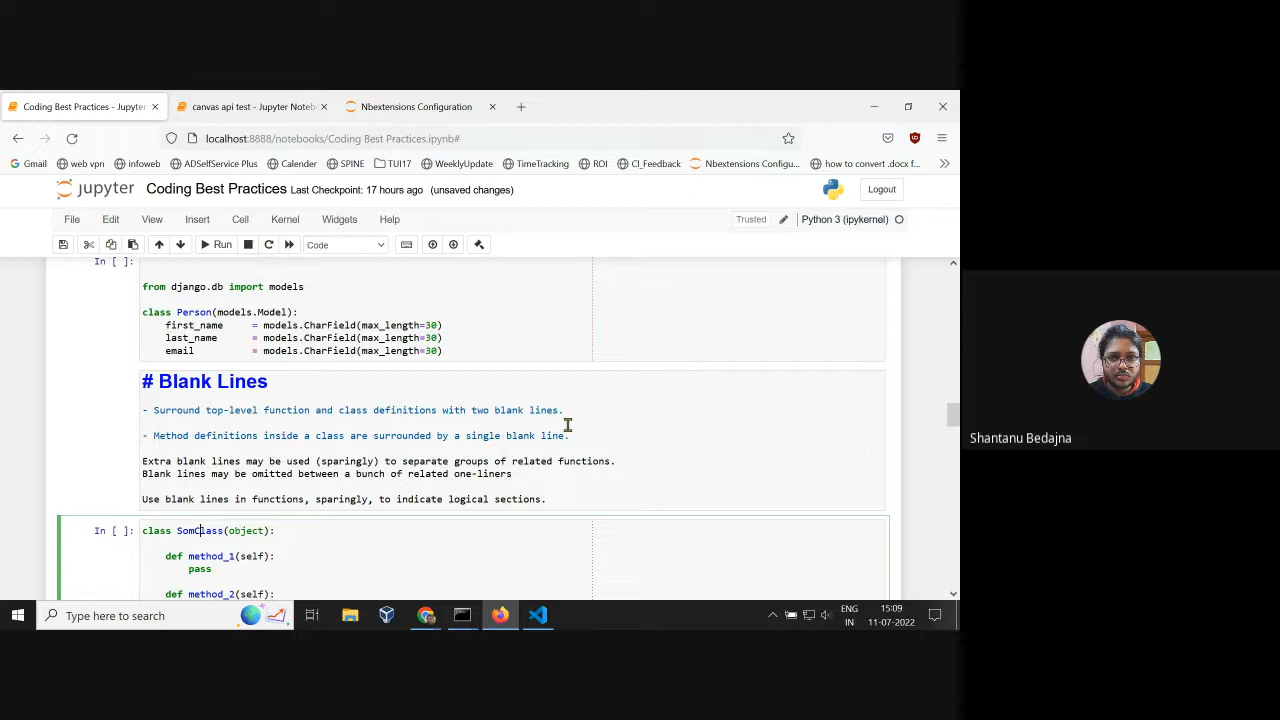 Coding Best Practices - Jupyter
canvas api test - Jupyter Noteb
Nbextensions Configuration
localhost:8888/notebooks/Coding Best Practices.ipynb#
Gmail web vpn infoweb ADSelfService Plus Calender SPINE TUI17 WeeklyUpdate TimeTracking ROI CI_Feedback Nbextensions Configu... how to convert .docx f...
jupyter Coding Best Practices Last Checkpoint: 17 hours ago (unsaved changes) Logout
File Edit View Insert Cell Kernel Widgets Help Trusted Python 3 (ipykernel)
Run Code
In [ ]:
from django.db import models
class Person(models.Model):
first_name = models.CharField(max_length=30)
last_name = models.CharField(max_length=30)
email = models.CharField(max_length=30)
# Blank Lines
- Surround top-level function and class definitions with two blank lines.
- Method definitions inside a class are surrounded by a single blank line.
Extra blank lines may be used (sparingly) to separate groups of related functions.
Blank lines may be omitted between a bunch of related one-liners
Use blank lines in functions, sparingly, to indicate logical sections.
In [ ]: class SomClass(object):
def method_1(self):
pass
def method_2(self):
Type here to search
ENG
IN
15:09
11-07-2022
Shantanu Bedajna